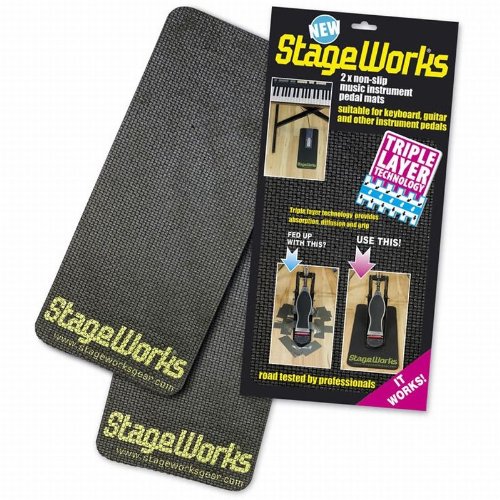 NEW
StageWorks
2 x non-slip
music instrument
pedal mats
suitable for keyboard, guitar
and other instrument pedals
TRIPLE
LAYER
TECHNOLOGY
Triple layer technology provides
absorption, diffusion and grip
FED UP
WITH THIS?
USE THIS!
StageWorks
road tested by professionals
IT
WORKS!
StageWorks
www.stageworksgear.com
StageWorks
www.stageworksgear.com